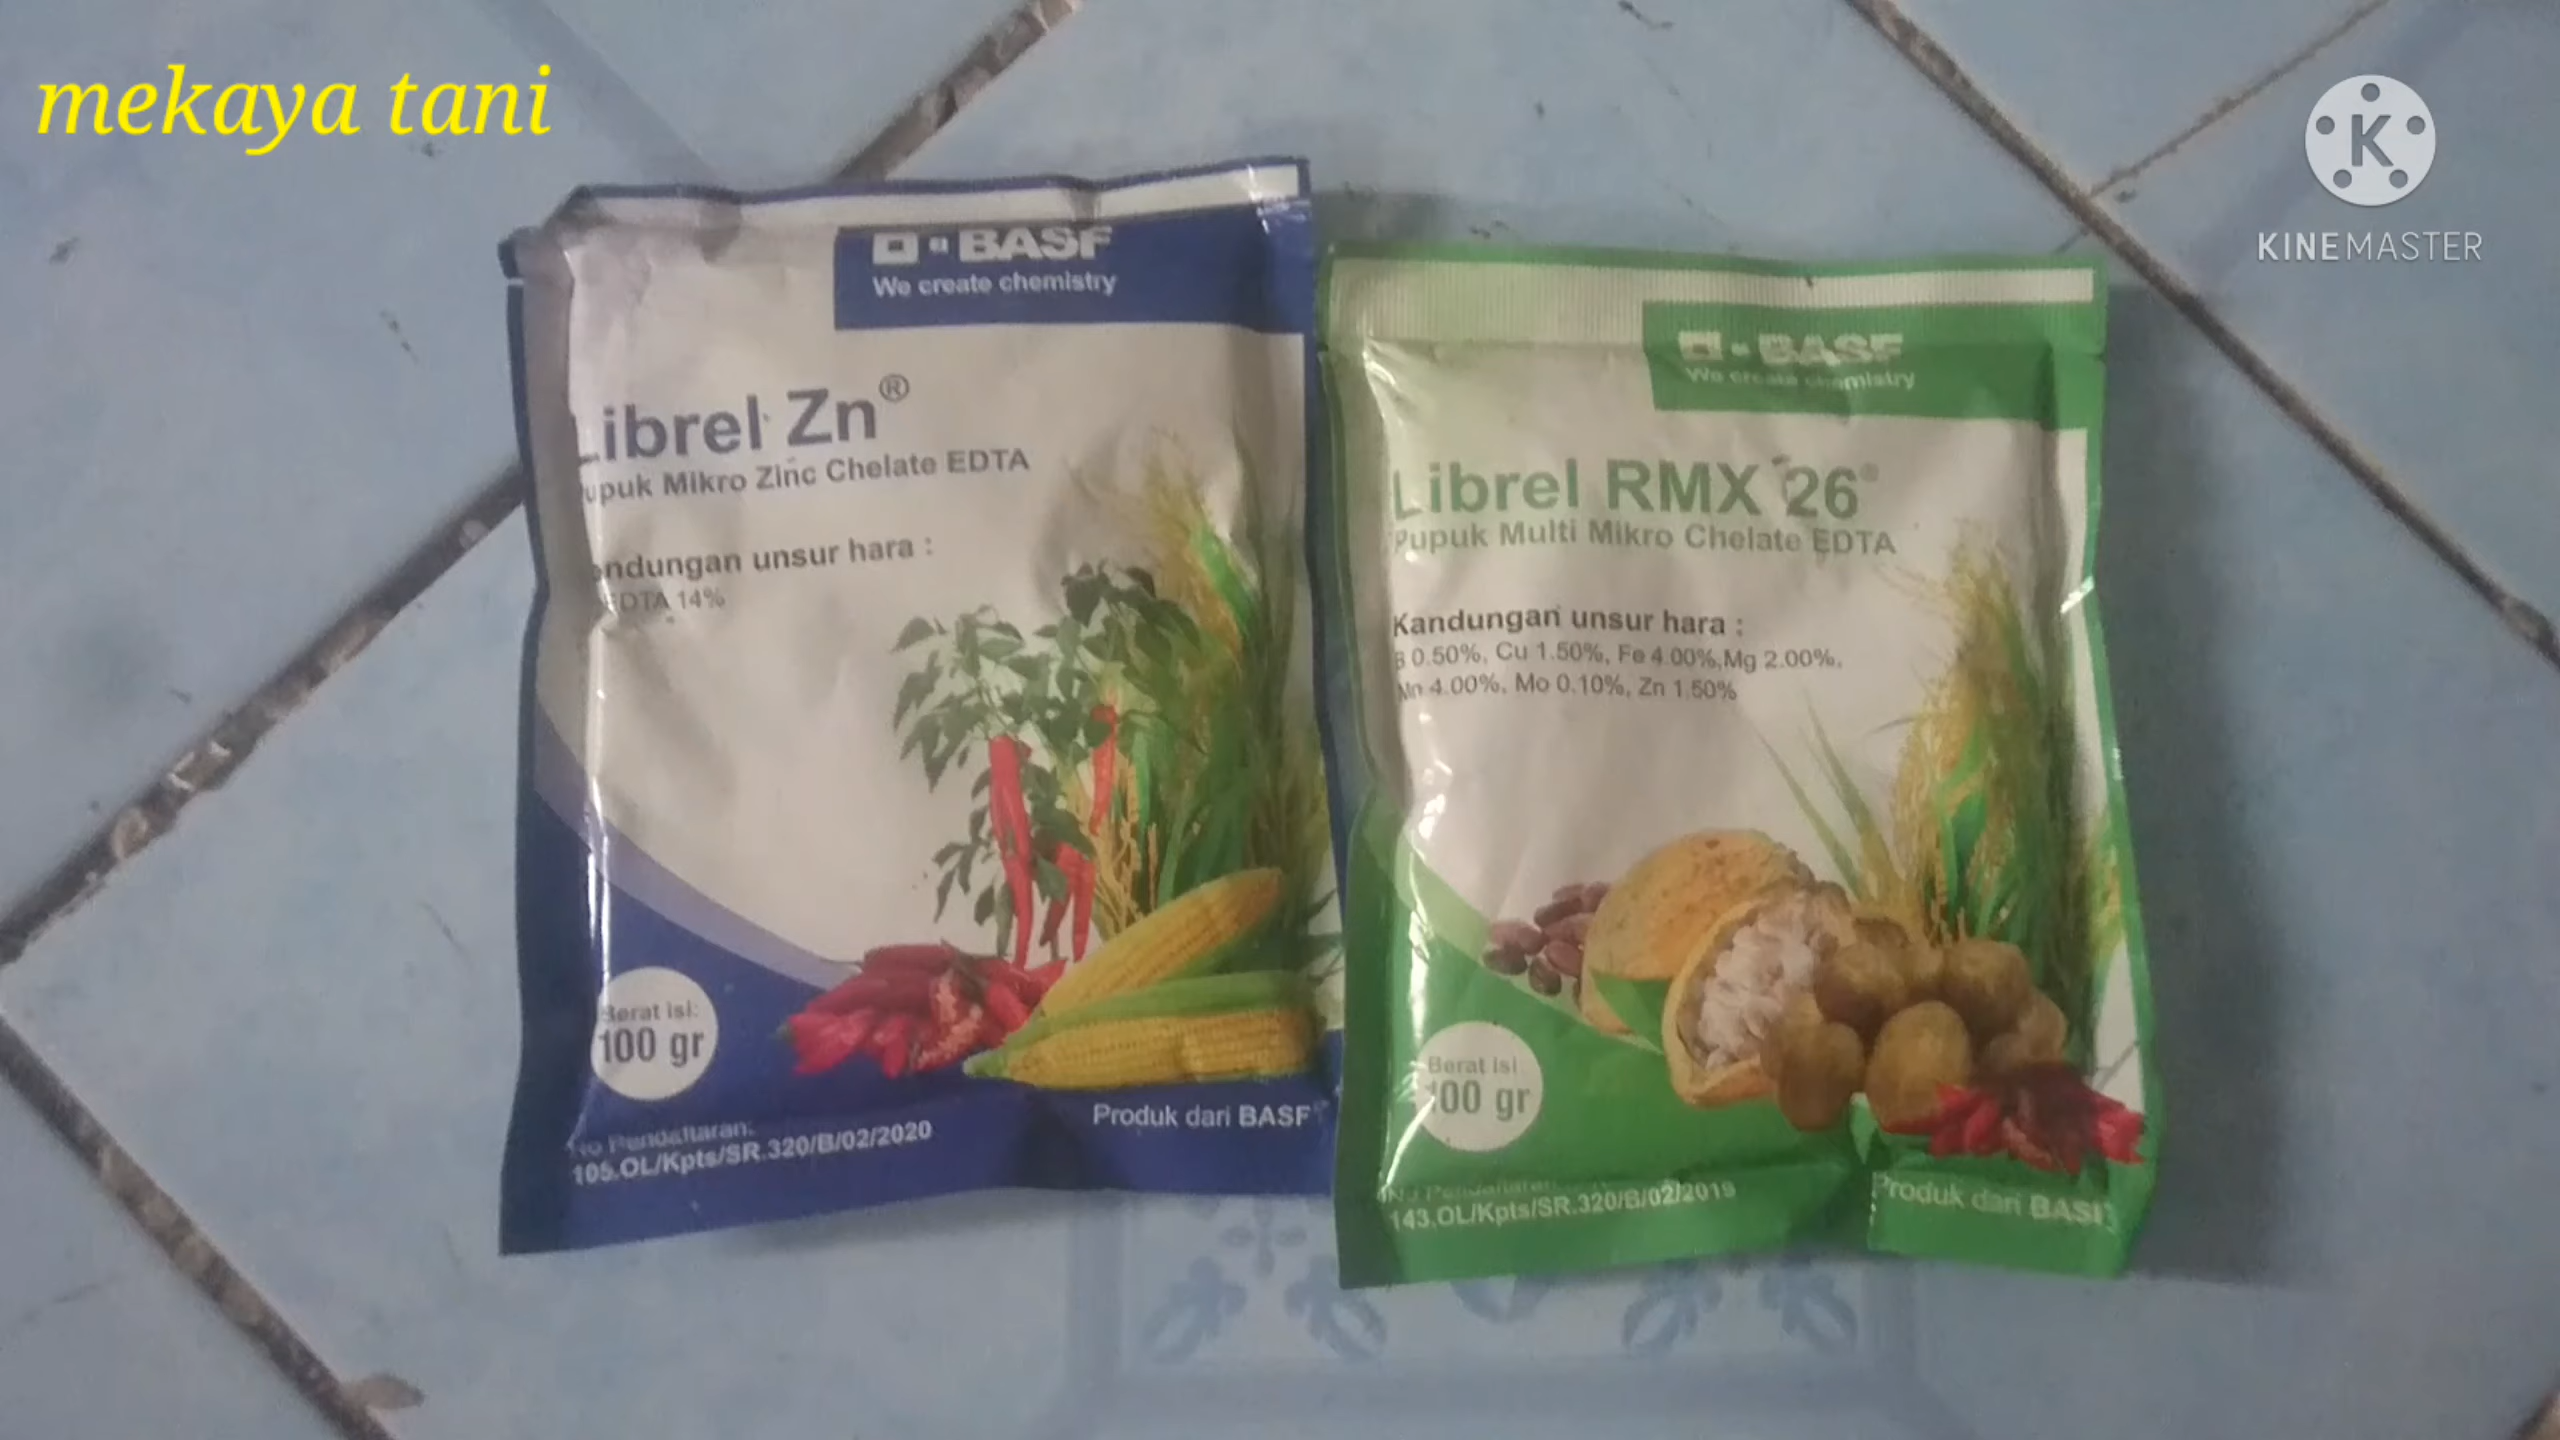 mekaya tani
K
KINEMASTER
BASF
We create chemistry
Librel Zn®
Pupuk Mikro Zinc Chelate EDTA
ndungan unsur hara :
EDTA 14%
Berat isi:
100 gr
No Pendaftaran:
105.OL/Kpts/SR.320/B/02/2020
Produk dari BASF
BASF
We create chemistry
Librel RMX 26®
Pupuk Multi Mikro Chelate EDTA
Kandungan unsur hara :
B 0.50%, Cu 1.50%, Fe 4.00%,Mg 2.00%,
Mn 4.00%, Mo 0.10%, Zn 1.50%
Berat isi
100 gr
No Pendaftaran
143.OL/Kpts/SR.320/B/02/2019
Produk dari BASF